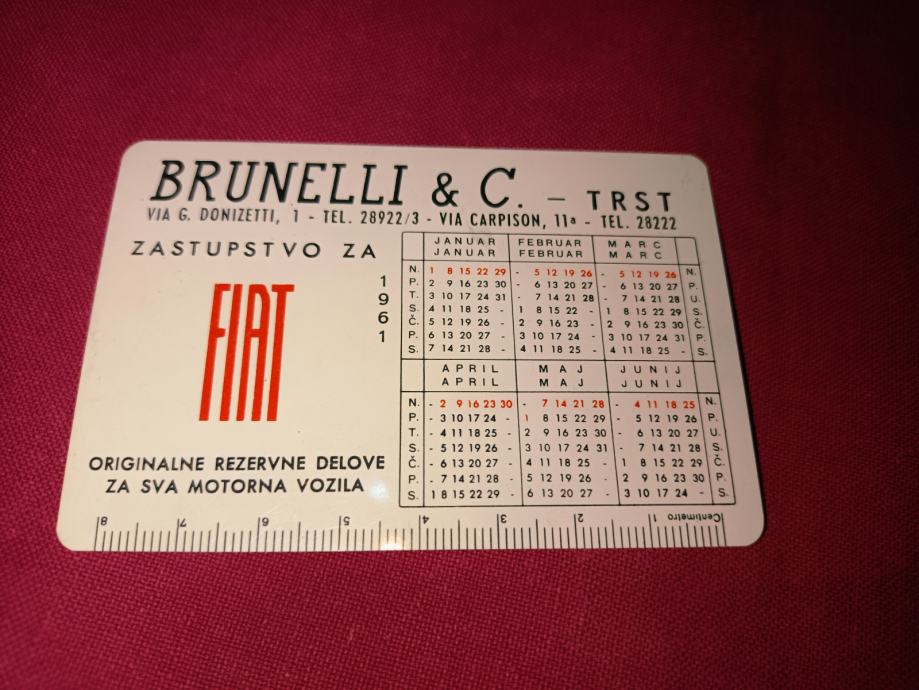 BRUNELLI & C. – TRST
VIA G. DONIZETTI, 1 - TEL. 28922/3 - VIA CARPISON, 11a - TEL. 28222
ZASTUPSTVO ZA
1961
FIAT
ORIGINALNE REZERVNE DELOVE
ZA SVA MOTORNA VOZILA
JANUAR FEBRUAR MARC
JANUAR FEBRUAR MARC
N. 1 8 15 22 29 - 5 12 19 26 - 5 12 19 26 N.
P. 2 9 16 23 30 - 6 13 20 27 - 6 13 20 27 P.
T. 3 10 17 24 31 - 7 14 21 28 - 7 14 21 28 U.
S. 4 11 18 25 - 1 8 15 22 - 1 8 15 22 29 S.
Č. 5 12 19 26 - 2 9 16 23 - 2 9 16 23 30 Č.
P. 6 13 20 27 - 3 10 17 24 - 3 10 17 24 31 P.
S. 7 14 21 28 - 4 11 18 25 - 4 11 18 25 - S.
APRIL MAJ JUNIJ
APRIL MAJ JUNIJ
N. - 2 9 16 23 30 - 7 14 21 28 - 4 11 18 25 N.
P. - 3 10 17 24 - 1 8 15 22 29 - 5 12 19 26 P.
T. - 4 11 18 25 - 2 9 16 23 30 - 6 13 20 27 U.
S. - 5 12 19 26 - 3 10 17 24 31 - 7 14 21 28 S.
Č. - 6 13 20 27 - 4 11 18 25 - 1 8 15 22 29 Č.
P. - 7 14 21 28 - 5 12 19 26 - 2 9 16 23 30 P.
S. 1 8 15 22 29 - 6 13 20 27 - 3 10 17 24 - S.
8 7 6 5 4 3 2 1 Centimetro